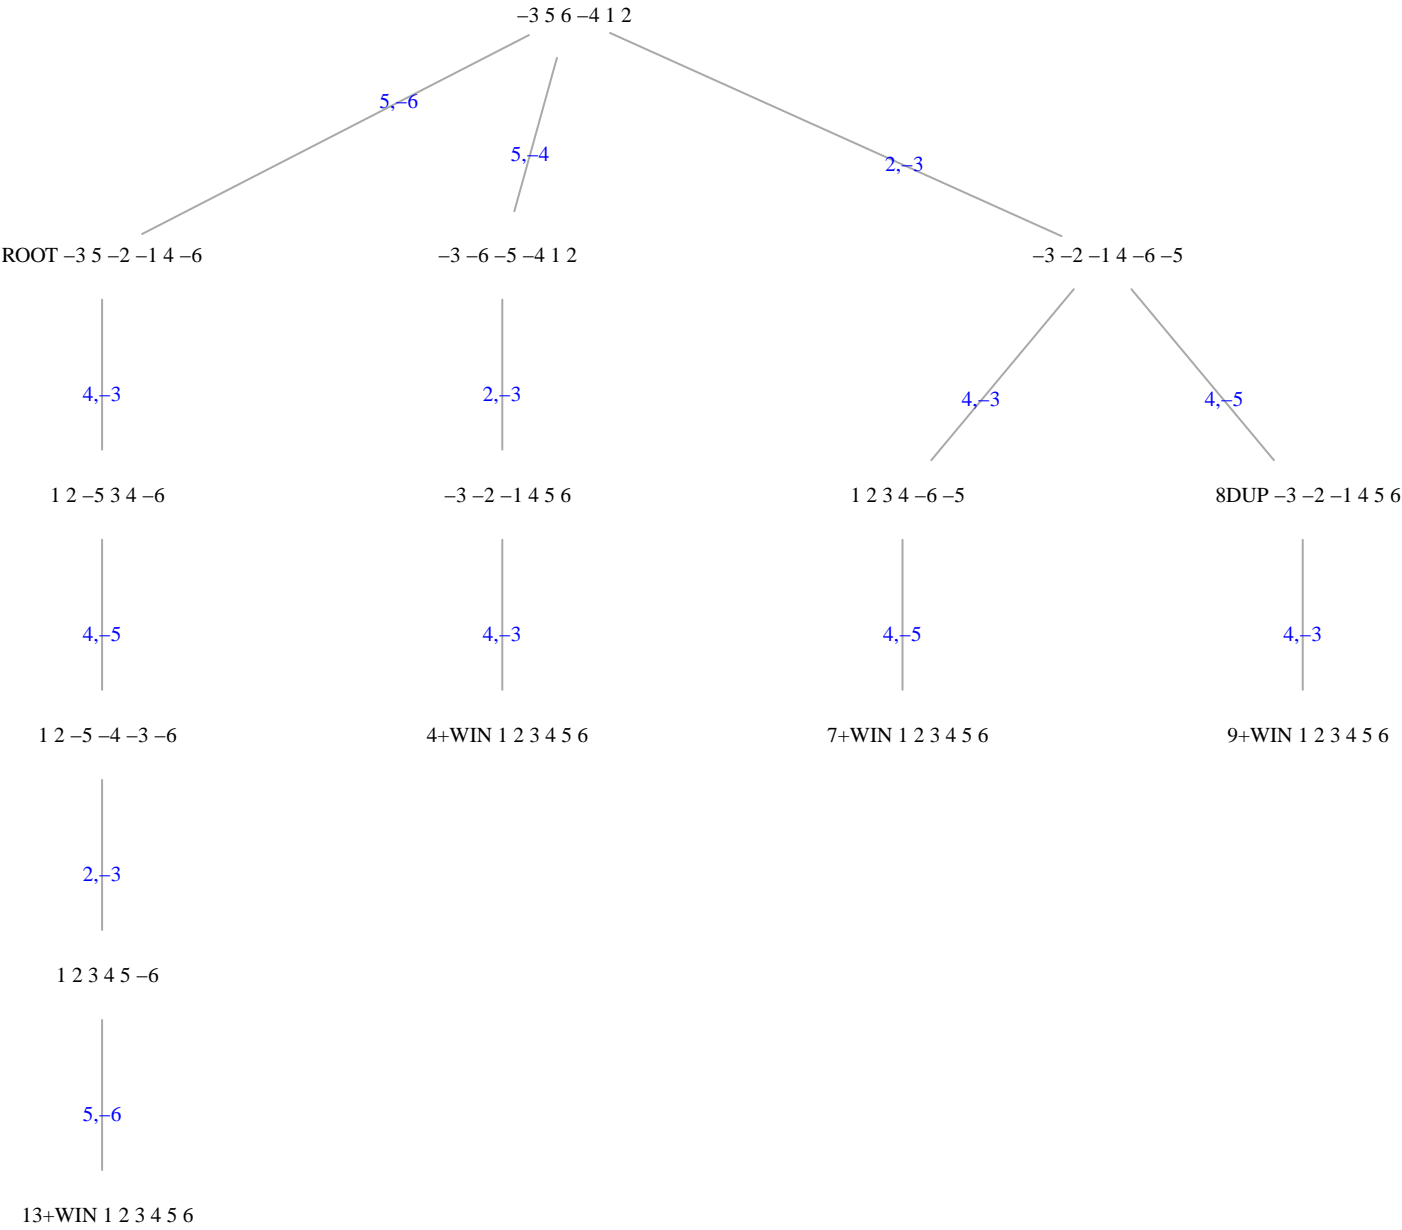 –3 5 6 –4 1 2
5,–6
5,–4
2,–3
ROOT –3 5 –2 –1 4 –6
–3 –6 –5 –4 1 2
–3 –2 –1 4 –6 –5
4,–3
2,–3
4,–3
4,–5
1 2 –5 3 4 –6
–3 –2 –1 4 5 6
1 2 3 4 –6 –5
8DUP –3 –2 –1 4 5 6
4,–5
4,–3
4,–5
4,–3
1 2 –5 –4 –3 –6
4+WIN 1 2 3 4 5 6
7+WIN 1 2 3 4 5 6
9+WIN 1 2 3 4 5 6
2,–3
1 2 3 4 5 –6
5,–6
13+WIN 1 2 3 4 5 6